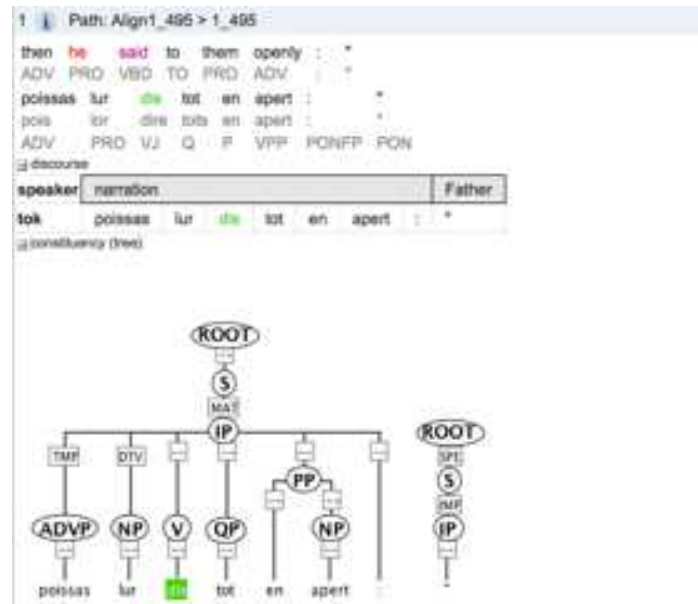 1 i Path: Align1_495 > 1_495
then he said to them openly : "
ADV PRO VBD TO PRO ADV : "
poissas lur dis tot en apert : "
pois lor dire tots en apert : "
ADV PRO VJ Q P VPP PONFP PON
discourse
speaker narration Father
tok poissas lur dis tot en apert : "
constituency (tree)
ROOT
S
MAT
IP ROOT
TMP DTV SPE
PP S
IMP
ADVP NP V QP NP IP
poissas lur dis tot en apert : "